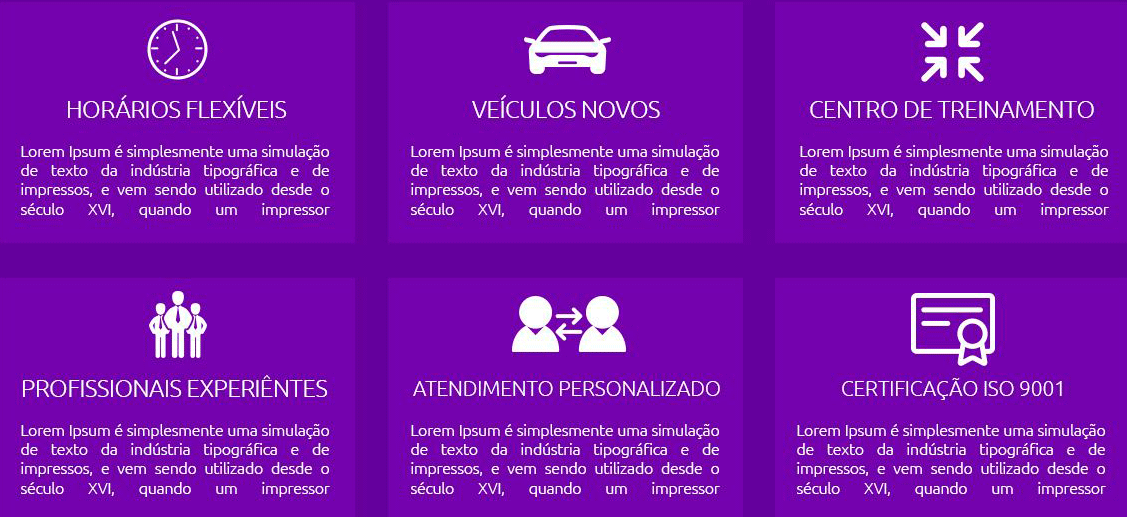 HORÁRIOS FLEXÍVEIS
Lorem Ipsum é simplesmente uma simulação
de texto da indústria tipográfica e de
impressos, e vem sendo utilizado desde o
século XVI, quando um impressor
VEÍCULOS NOVOS
Lorem Ipsum é simplesmente uma simulação
de texto da indústria tipográfica e de
impressos, e vem sendo utilizado desde o
século XVI, quando um impressor
CENTRO DE TREINAMENTO
Lorem Ipsum é simplesmente uma simulação
de texto da indústria tipográfica e de
impressos, e vem sendo utilizado desde o
século XVI, quando um impressor
PROFISSIONAIS EXPERIÊNTES
Lorem Ipsum é simplesmente uma simulação
de texto da indústria tipográfica e de
impressos, e vem sendo utilizado desde o
século XVI, quando um impressor
ATENDIMENTO PERSONALIZADO
Lorem Ipsum é simplesmente uma simulação
de texto da indústria tipográfica e de
impressos, e vem sendo utilizado desde o
século XVI, quando um impressor
CERTIFICAÇÃO ISO 9001
Lorem Ipsum é simplesmente uma simulação
de texto da indústria tipográfica e de
impressos, e vem sendo utilizado desde o
século XVI, quando um impressor